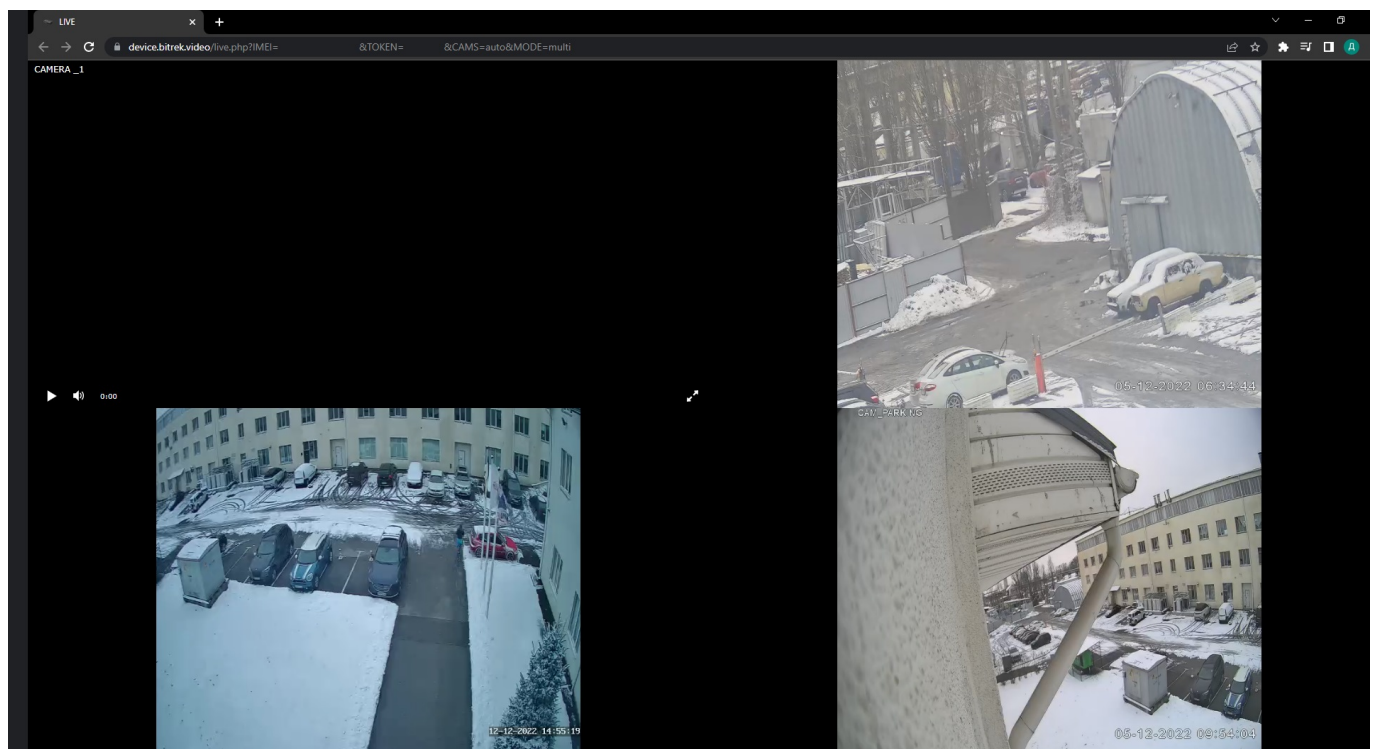 LIVE
device.bitrek.video/live.php?IMEI= &TOKEN= &CAMS=auto&MODE=multi
Д
CAMERA _1
05-12-2022 06:34:44
0:00
CAM_PARKING
12-12-2022 14:55:19
05-12-2022 09:54:04